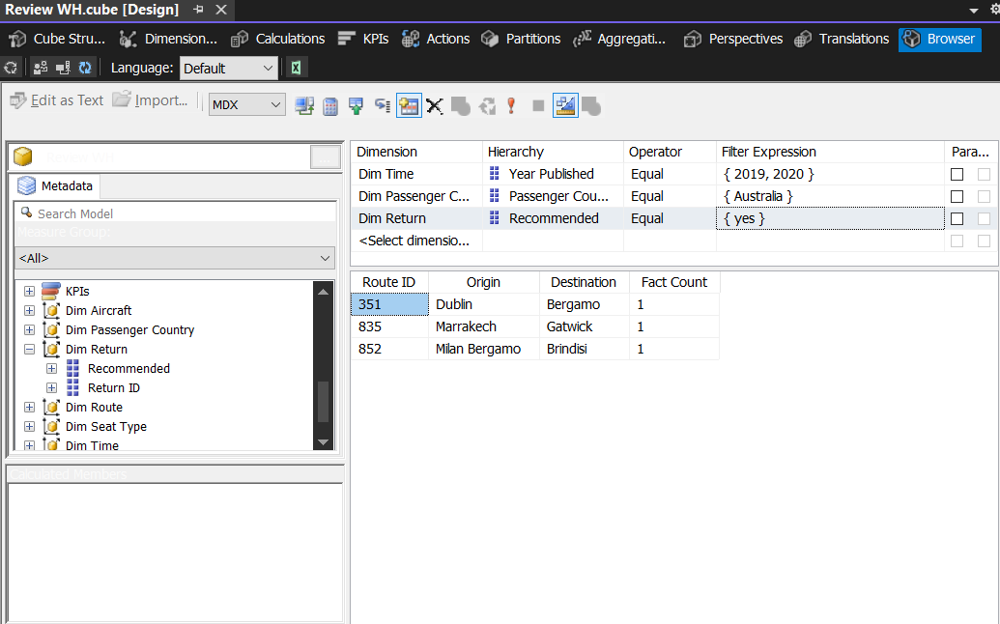 Review WH.cube [Design]
Cube Stru... Dimension... Calculations KPIs Actions Partitions Aggregati... Perspectives Translations Browser
Language: Default
Edit as Text Import... MDX
Review WH
Metadata
Search Model
Measure Group:
<All>
KPIs
Dim Aircraft
Dim Passenger Country
Dim Return
Recommended
Return ID
Dim Route
Dim Seat Type
Dim Time
Calculated Members
Dimension Hierarchy Operator Filter Expression Para...
Dim Time Year Published Equal { 2019, 2020 }
Dim Passenger C... Passenger Cou... Equal { Australia }
Dim Return Recommended Equal { yes }
<Select dimensio...
Route ID Origin Destination Fact Count
351 Dublin Bergamo 1
835 Marrakech Gatwick 1
852 Milan Bergamo Brindisi 1